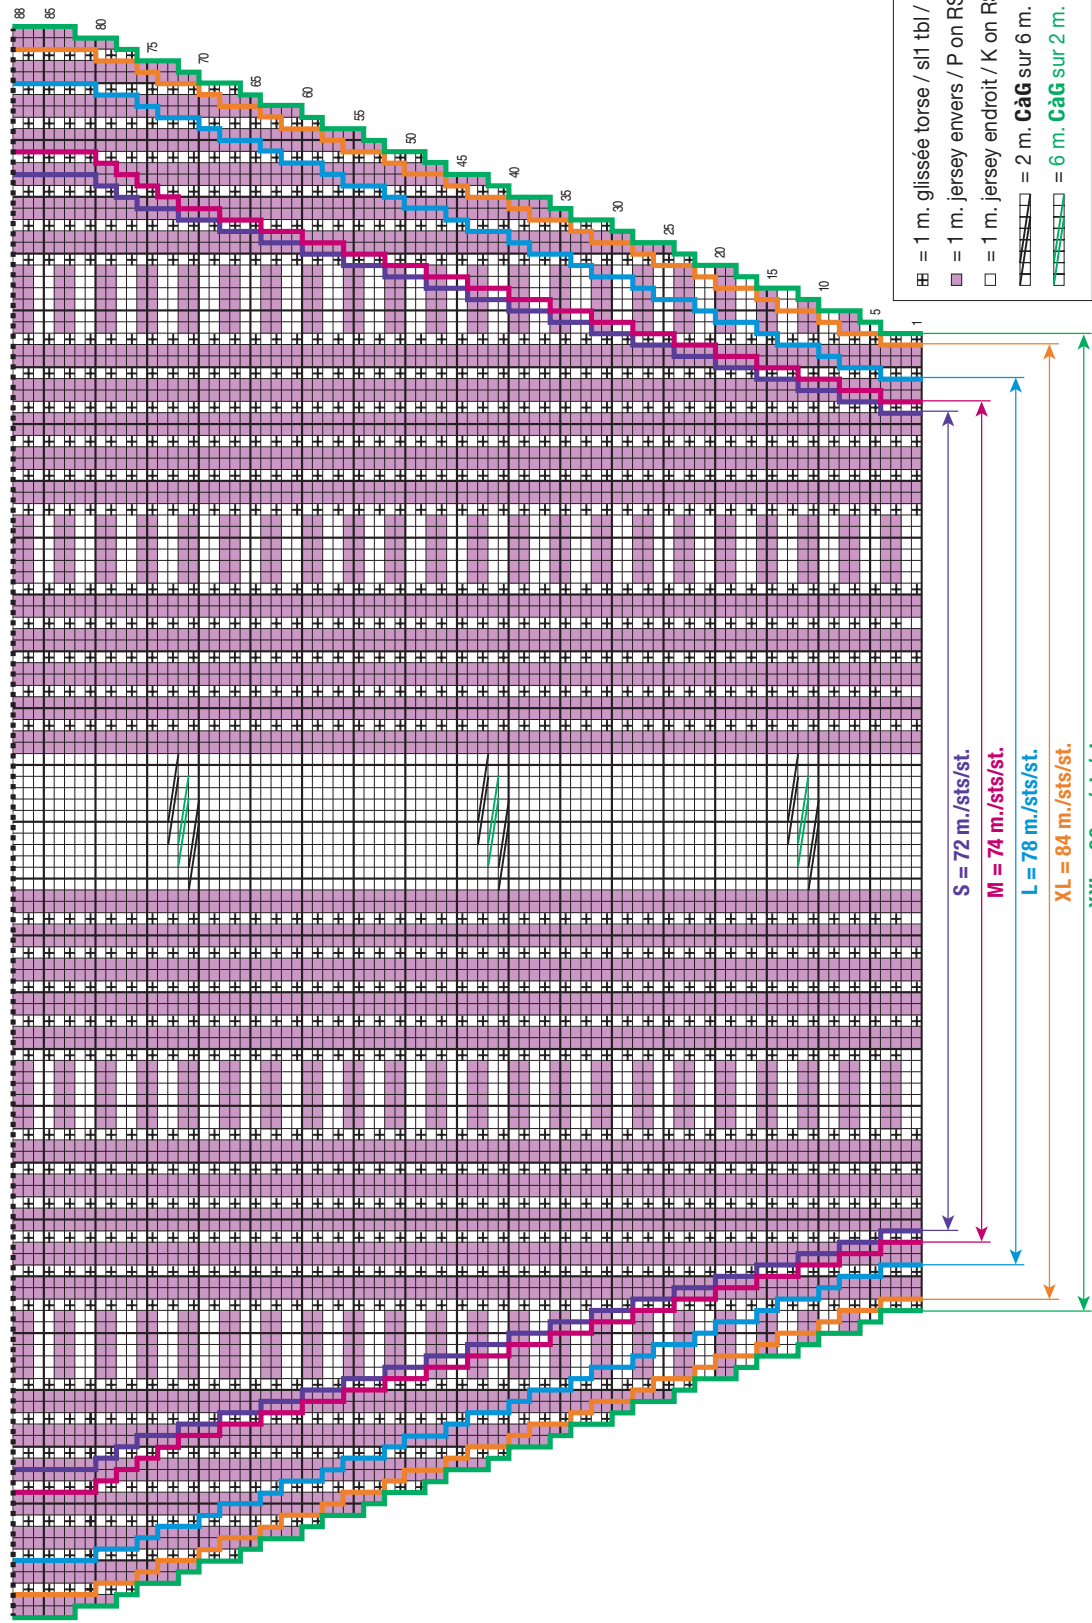 88
85
80
75
70
65
60
55
50
45
40
35
30
25
20
15
10
5
1
= 1 m. glissée torse / sl1 tbl /
= 1 m. jersey envers / P on RS
= 1 m. jersey endroit / K on RS
= 2 m. CàG sur 6 m.
= 6 m. CàG sur 2 m.
S = 72 m./sts/st.
M = 74 m./sts/st.
L = 78 m./sts/st.
XL = 84 m./sts/st.